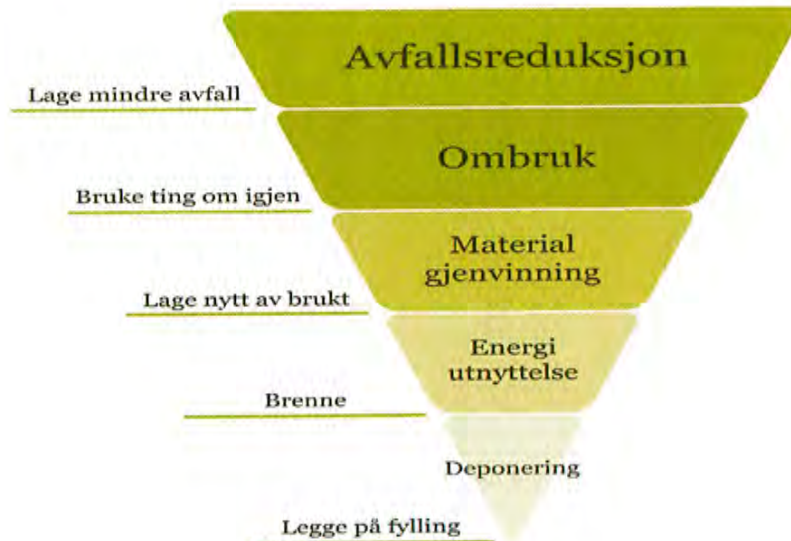 Avfallsreduksjon
Lage mindre avfall
Ombruk
Bruke ting om igjen
Material
gjenvinning
Lage nytt av brukt
Energi
utnyttelse
Brenne
Deponering
Legge på fylling